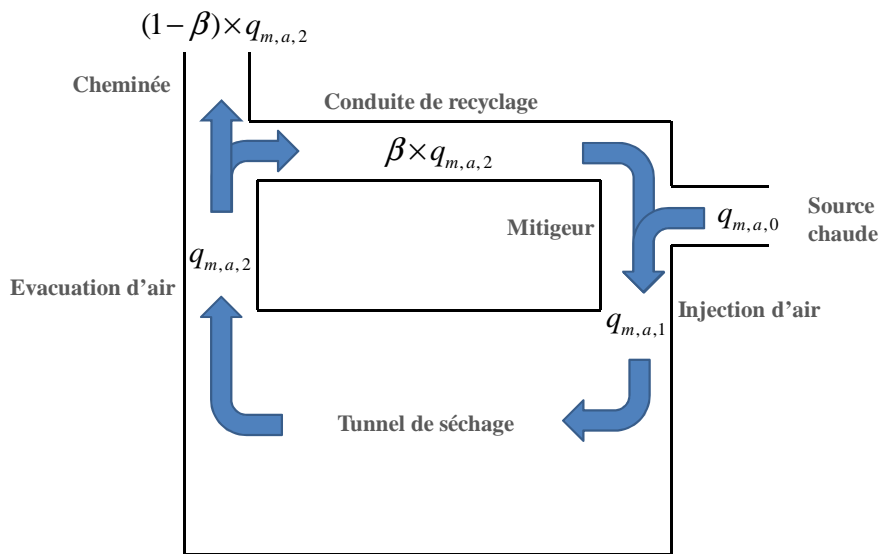 (1−β)×q_{m,a,2}
Cheminée
Conduite de recyclage
β×q_{m,a,2}
Mitigeur
q_{m,a,0}
Source
chaude
q_{m,a,2}
Evacuation d’air
Injection d’air
q_{m,a,1}
Tunnel de séchage